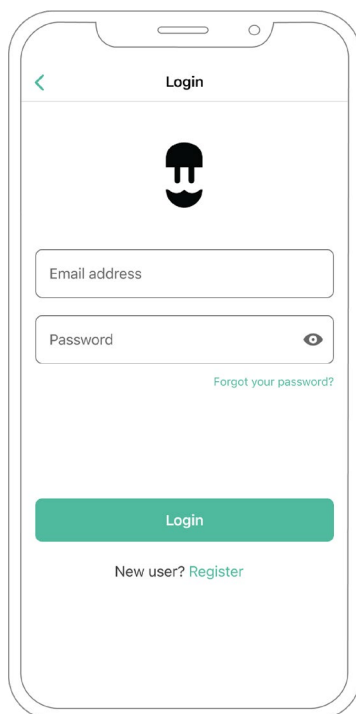 Login
Email address
Password
Forgot your password?
Login
New user? Register